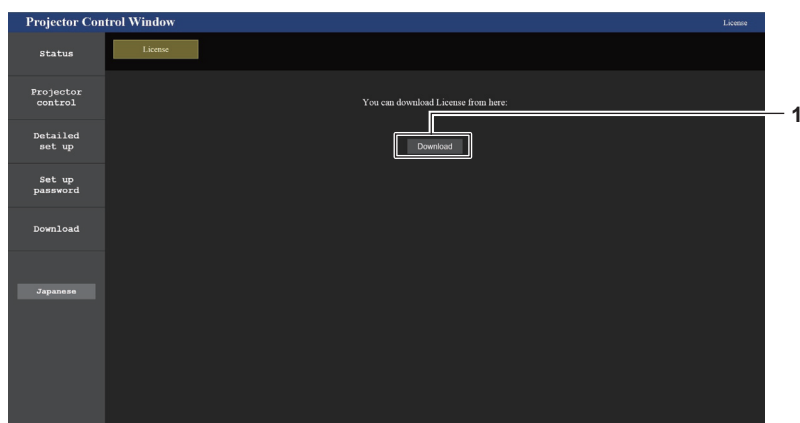 Projector Control Window
License
Status
License
Projector
control
You can download License from here:
1
Detailed
set up
Download
Set up
password
Download
Japanese